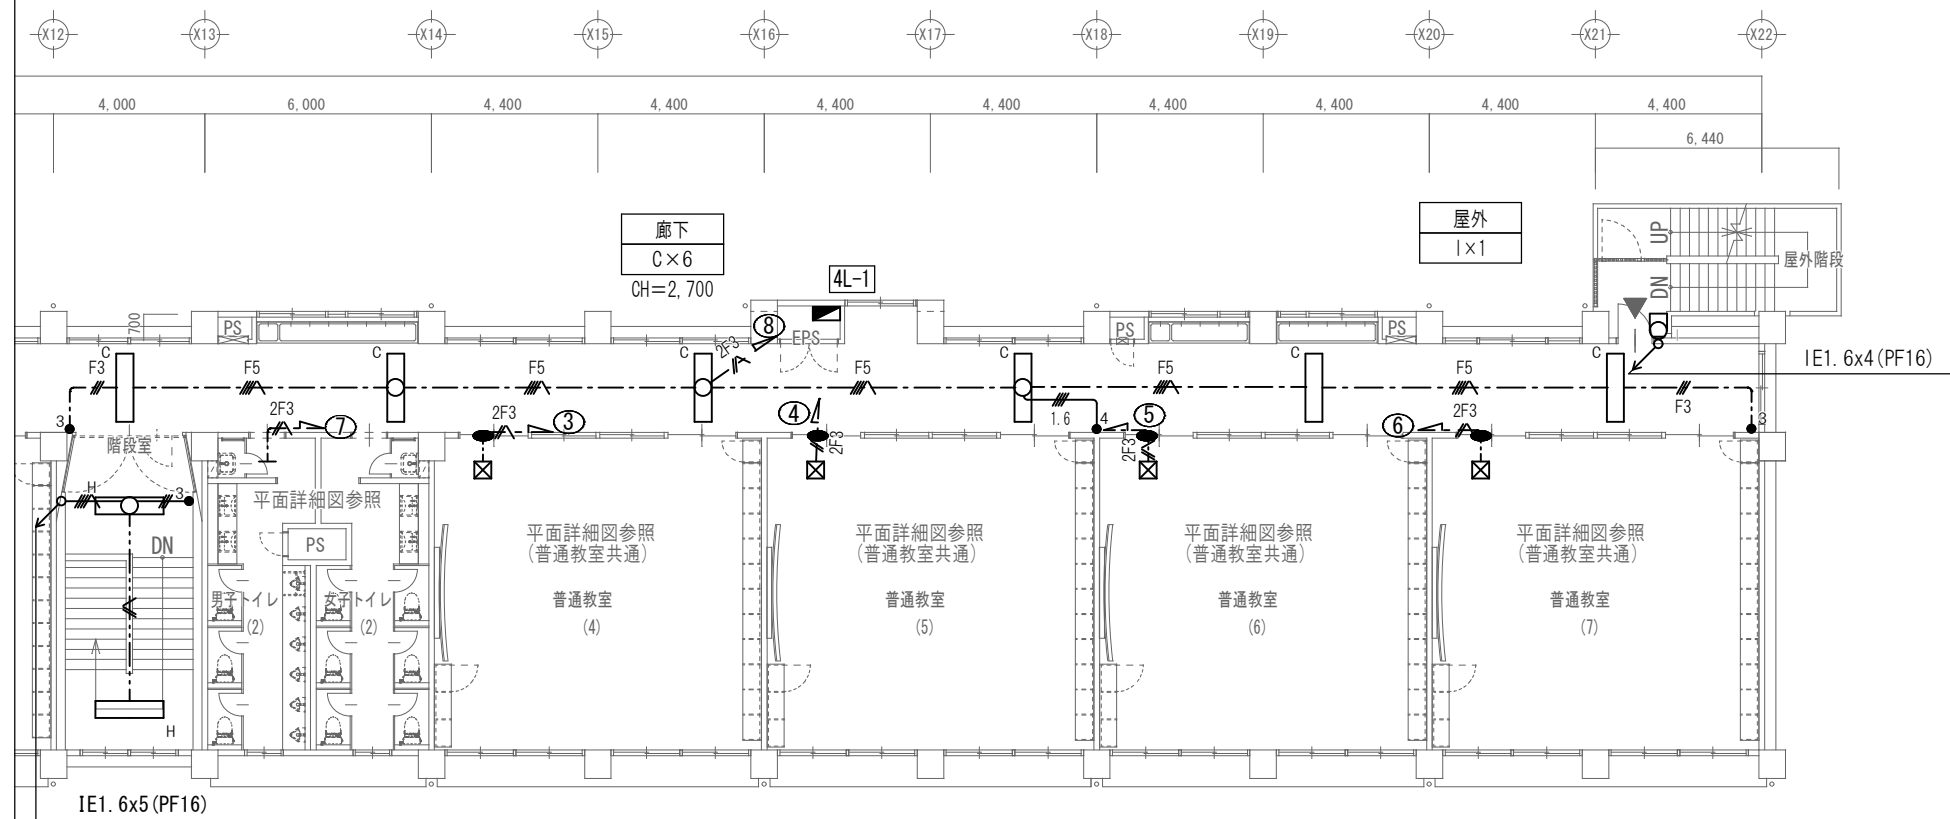 X12 X13 X14 X15 X16 X17 X18 X19 X20 X21 X22
4,000 6,000 4,400 4,400 4,400 4,400 4,400 4,400 4,400 4,400
6,440
廊下
C×6
CH=2,700
4L-1
屋外
I×1
UP
DN
屋外階段
700
PS
EPS
PS
PS
⑧
2F3
C C C C C C
F3 F5 F5 F5 F5 F5 F3
IE1.6x4(PF16)
3
2F3
⑦
2F3
③
④
2F3
1.6
4
⑤
2F3
⑥
2F3
3
階段室
H
3
平面詳細図参照
PS
DN
平面詳細図参照
(普通教室共通)
平面詳細図参照
(普通教室共通)
平面詳細図参照
(普通教室共通)
平面詳細図参照
(普通教室共通)
男子トイレ
(2)
女子トイレ
(2)
普通教室
(4)
普通教室
(5)
普通教室
(6)
普通教室
(7)
H
IE1.6x5(PF16)